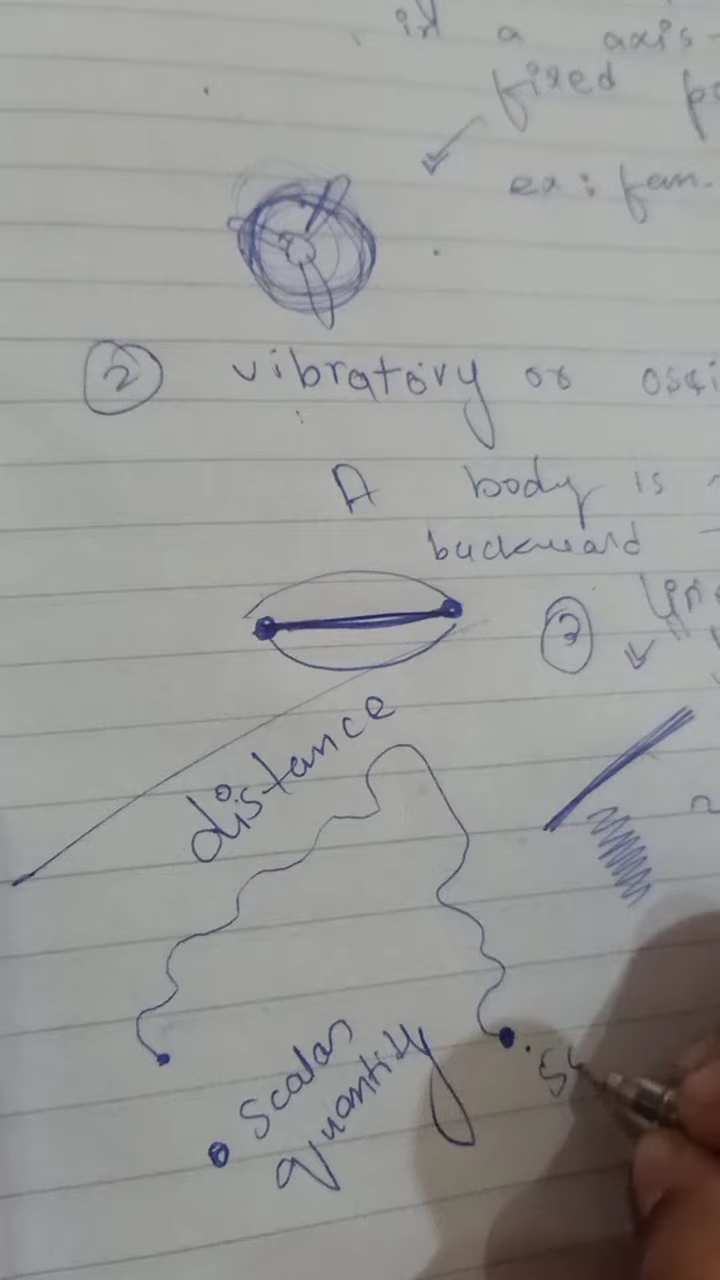 in a axis
fixed
ex: fan.
② vibratory or
A body is
backward
③
distance
scalar
quantity